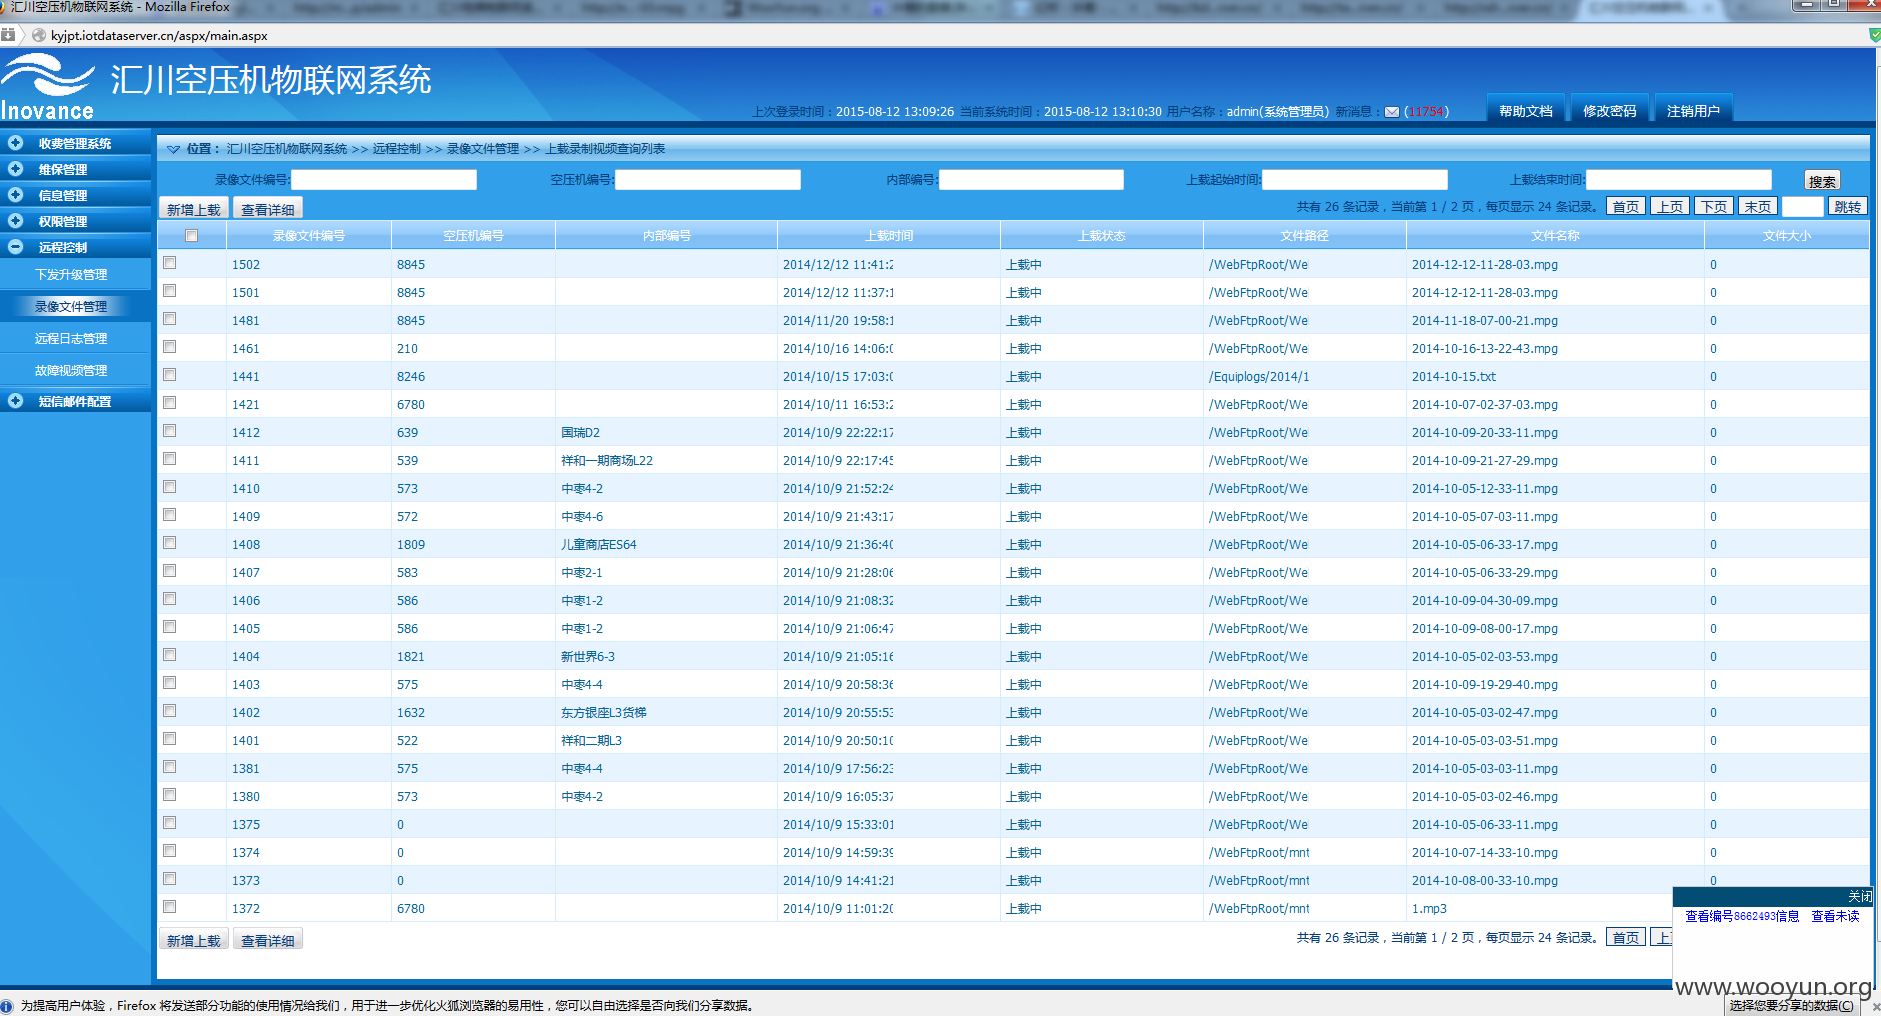 汇川空压机物联网系统 - Mozilla Firefox
kyjpt.iotdataserver.cn/aspx/main.aspx
Inovance
汇川空压机物联网系统
上次登录时间：2015-08-12 13:09:26 当前系统时间：2015-08-12 13:10:30 用户名称：admin(系统管理员) 新消息： (11754)
帮助文档 修改密码 注销用户
收费管理系统
维保管理
信息管理
权限管理
远程控制
下发升级管理
录像文件管理
远程日志管理
故障视频管理
短信邮件配置
位置： 汇川空压机物联网系统 >> 远程控制 >> 录像文件管理 >> 上载录制视频查询列表
录像文件编号: 空压机编号: 内部编号: 上载起始时间: 上载结束时间: 搜索
新增上载 查看详细 共有 26 条记录，当前第 1 / 2 页，每页显示 24 条记录。 首页 上页 下页 末页 跳转
录像文件编号 空压机编号 内部编号 上载时间 上载状态 文件路径 文件名称 文件大小
1502 8845 2014/12/12 11:41:2 上载中 /WebFtpRoot/We 2014-12-12-11-28-03.mpg 0
1501 8845 2014/12/12 11:37:1 上载中 /WebFtpRoot/We 2014-12-12-11-28-03.mpg 0
1481 8845 2014/11/20 19:58:1 上载中 /WebFtpRoot/We 2014-11-18-07-00-21.mpg 0
1461 210 2014/10/16 14:06:0 上载中 /WebFtpRoot/We 2014-10-16-13-22-43.mpg 0
1441 8246 2014/10/15 17:03:0 上载中 /Equiplogs/2014/1 2014-10-15.txt 0
1421 6780 2014/10/11 16:53:2 上载中 /WebFtpRoot/We 2014-10-07-02-37-03.mpg 0
1412 639 国瑞D2 2014/10/9 22:22:17 上载中 /WebFtpRoot/We 2014-10-09-20-33-11.mpg 0
1411 539 祥和一期商场L22 2014/10/9 22:17:45 上载中 /WebFtpRoot/We 2014-10-09-21-27-29.mpg 0
1410 573 中枣4-2 2014/10/9 21:52:24 上载中 /WebFtpRoot/We 2014-10-05-12-33-11.mpg 0
1409 572 中枣4-6 2014/10/9 21:43:17 上载中 /WebFtpRoot/We 2014-10-05-07-03-11.mpg 0
1408 1809 儿童商店ES64 2014/10/9 21:36:40 上载中 /WebFtpRoot/We 2014-10-05-06-33-17.mpg 0
1407 583 中枣2-1 2014/10/9 21:28:06 上载中 /WebFtpRoot/We 2014-10-05-06-33-29.mpg 0
1406 586 中枣1-2 2014/10/9 21:08:32 上载中 /WebFtpRoot/We 2014-10-09-04-30-09.mpg 0
1405 586 中枣1-2 2014/10/9 21:06:47 上载中 /WebFtpRoot/We 2014-10-09-08-00-17.mpg 0
1404 1821 新世界6-3 2014/10/9 21:05:16 上载中 /WebFtpRoot/We 2014-10-05-02-03-53.mpg 0
1403 575 中枣4-4 2014/10/9 20:58:36 上载中 /WebFtpRoot/We 2014-10-09-19-29-40.mpg 0
1402 1632 东方银座L3货梯 2014/10/9 20:55:53 上载中 /WebFtpRoot/We 2014-10-05-03-02-47.mpg 0
1401 522 祥和二期L3 2014/10/9 20:50:10 上载中 /WebFtpRoot/We 2014-10-05-03-03-51.mpg 0
1381 575 中枣4-4 2014/10/9 17:56:23 上载中 /WebFtpRoot/We 2014-10-05-03-03-11.mpg 0
1380 573 中枣4-2 2014/10/9 16:05:37 上载中 /WebFtpRoot/We 2014-10-05-03-02-46.mpg 0
1375 0 2014/10/9 15:33:01 上载中 /WebFtpRoot/We 2014-10-05-06-33-11.mpg 0
1374 0 2014/10/9 14:59:39 上载中 /WebFtpRoot/mnt 2014-10-07-14-33-10.mpg 0
1373 0 2014/10/9 14:41:21 上载中 /WebFtpRoot/mnt 2014-10-08-00-33-10.mpg 0
1372 6780 2014/10/9 11:01:20 上载中 /WebFtpRoot/mnt 1.mp3
关闭
查看编号8662493信息 查看未读
新增上载 查看详细 共有 26 条记录，当前第 1 / 2 页，每页显示 24 条记录。 首页 上
www.wooyun.org
为提高用户体验，Firefox 将发送部分功能的使用情况给我们，用于进一步优化火狐浏览器的易用性，您可以自由选择是否向我们分享数据。 选择您要分享的数据(C)